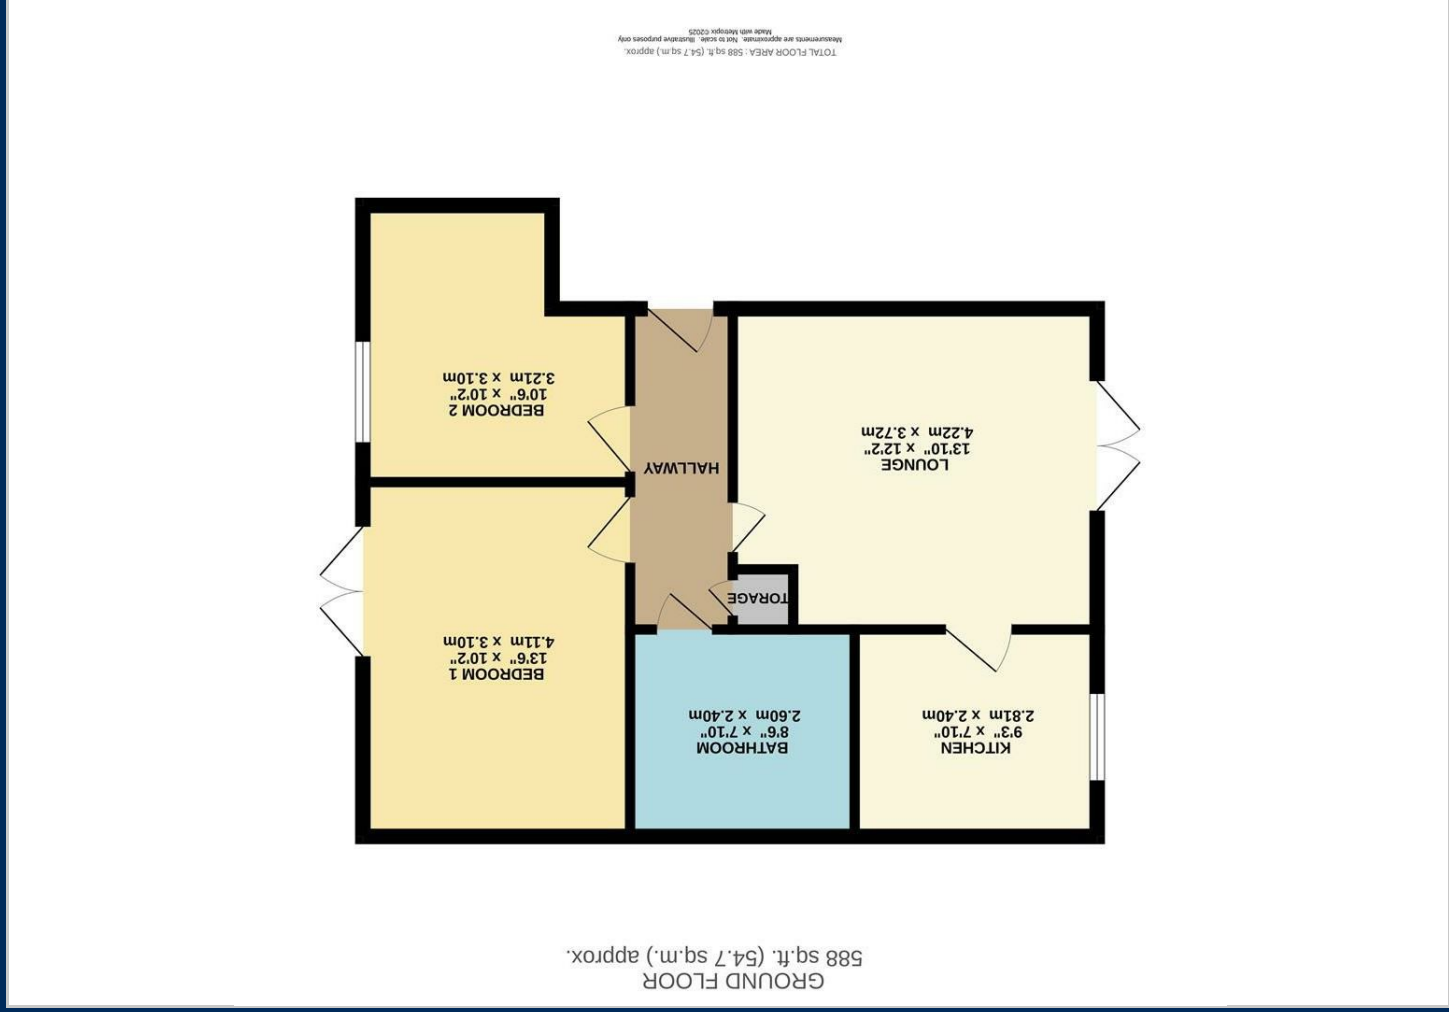 GROUND FLOOR
588 sq.ft. (54.7 sq.m.) approx.
KITCHEN
9'3" x 7'10"
2.81m x 2.40m
BATHROOM
8'6" x 7'10"
2.60m x 2.40m
BEDROOM 1
13'6" x 10'2"
4.11m x 3.10m
TORAGE
HALLWAY
LOUNGE
13'10" x 12'2"
4.22m x 3.72m
BEDROOM 2
10'6" x 10'2"
3.21m x 3.10m
TOTAL FLOOR AREA : 588 sq.ft. (54.7 sq.m.) approx.
Measurements are approximate. Not to scale. Illustrative purposes only
Made with Metropix ©2025